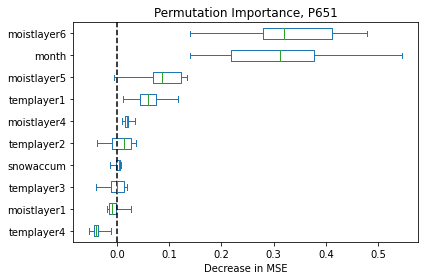 Permutation Importance, P651
moistlayer6
month
moistlayer5
templayer1
moistlayer4
templayer2
snowaccum
templayer3
moistlayer1
templayer4
0.0 0.1 0.2 0.3 0.4 0.5
Decrease in MSE